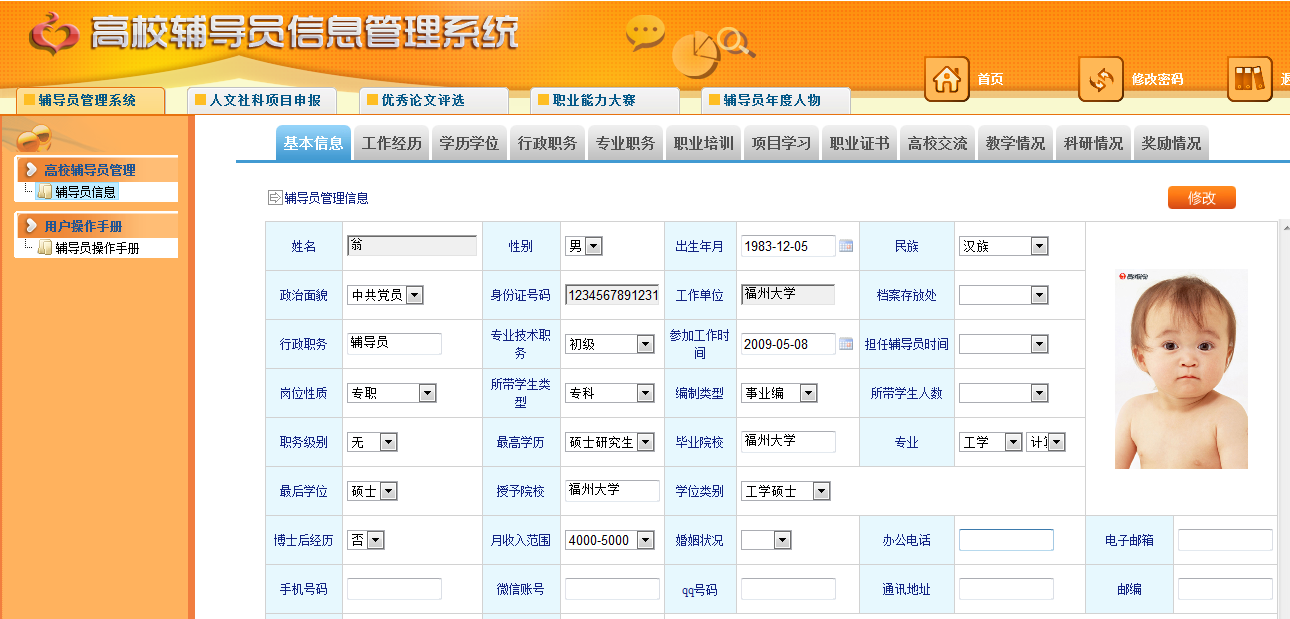 高校辅导员信息管理系统
首页 修改密码
辅导员管理系统 人文社科项目申报 优秀论文评选 职业能力大赛 辅导员年度人物
高校辅导员管理
辅导员信息
用户操作手册
辅导员操作手册
基本信息 工作经历 学历学位 行政职务 专业职务 职业培训 项目学习 职业证书 高校交流 教学情况 科研情况 奖励情况
辅导员管理信息 修改
姓名 翁 性别 男 出生年月 1983-12-05 民族 汉族
政治面貌 中共党员 身份证号码 1234567891231 工作单位 福州大学 档案存放处
行政职务 辅导员 专业技术职务 初级 参加工作时间 2009-05-08 担任辅导员时间
岗位性质 专职 所带学生类型 专科 编制类型 事业编 所带学生人数
职务级别 无 最高学历 硕士研究生 毕业院校 福州大学 专业 工学
最后学位 硕士 授予院校 福州大学 学位类别 工学硕士
博士后经历 否 月收入范围 4000-5000 婚姻状况 办公电话 电子邮箱
手机号码 微信账号 qq号码 通讯地址 邮编